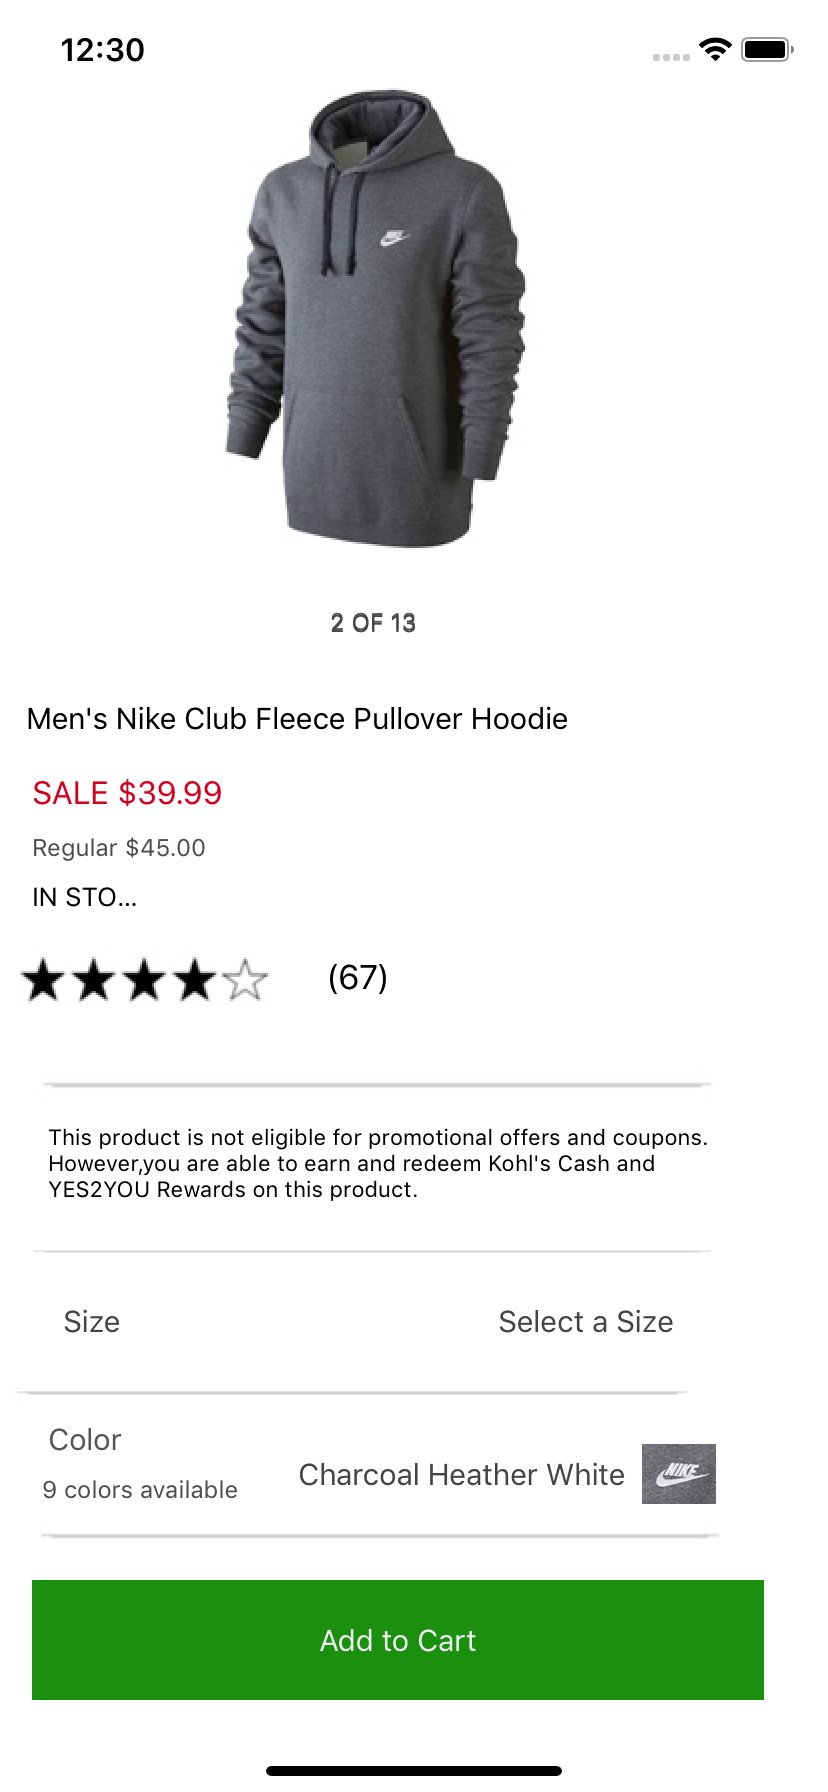 12:30
NIKE
2 OF 13
Men's Nike Club Fleece Pullover Hoodie
SALE $39.99
Regular $45.00
IN STO...
(67)
This product is not eligible for promotional offers and coupons.
However,you are able to earn and redeem Kohl's Cash and
YES2YOU Rewards on this product.
Size Select a Size
Color
9 colors available Charcoal Heather White NIKE
Add to Cart